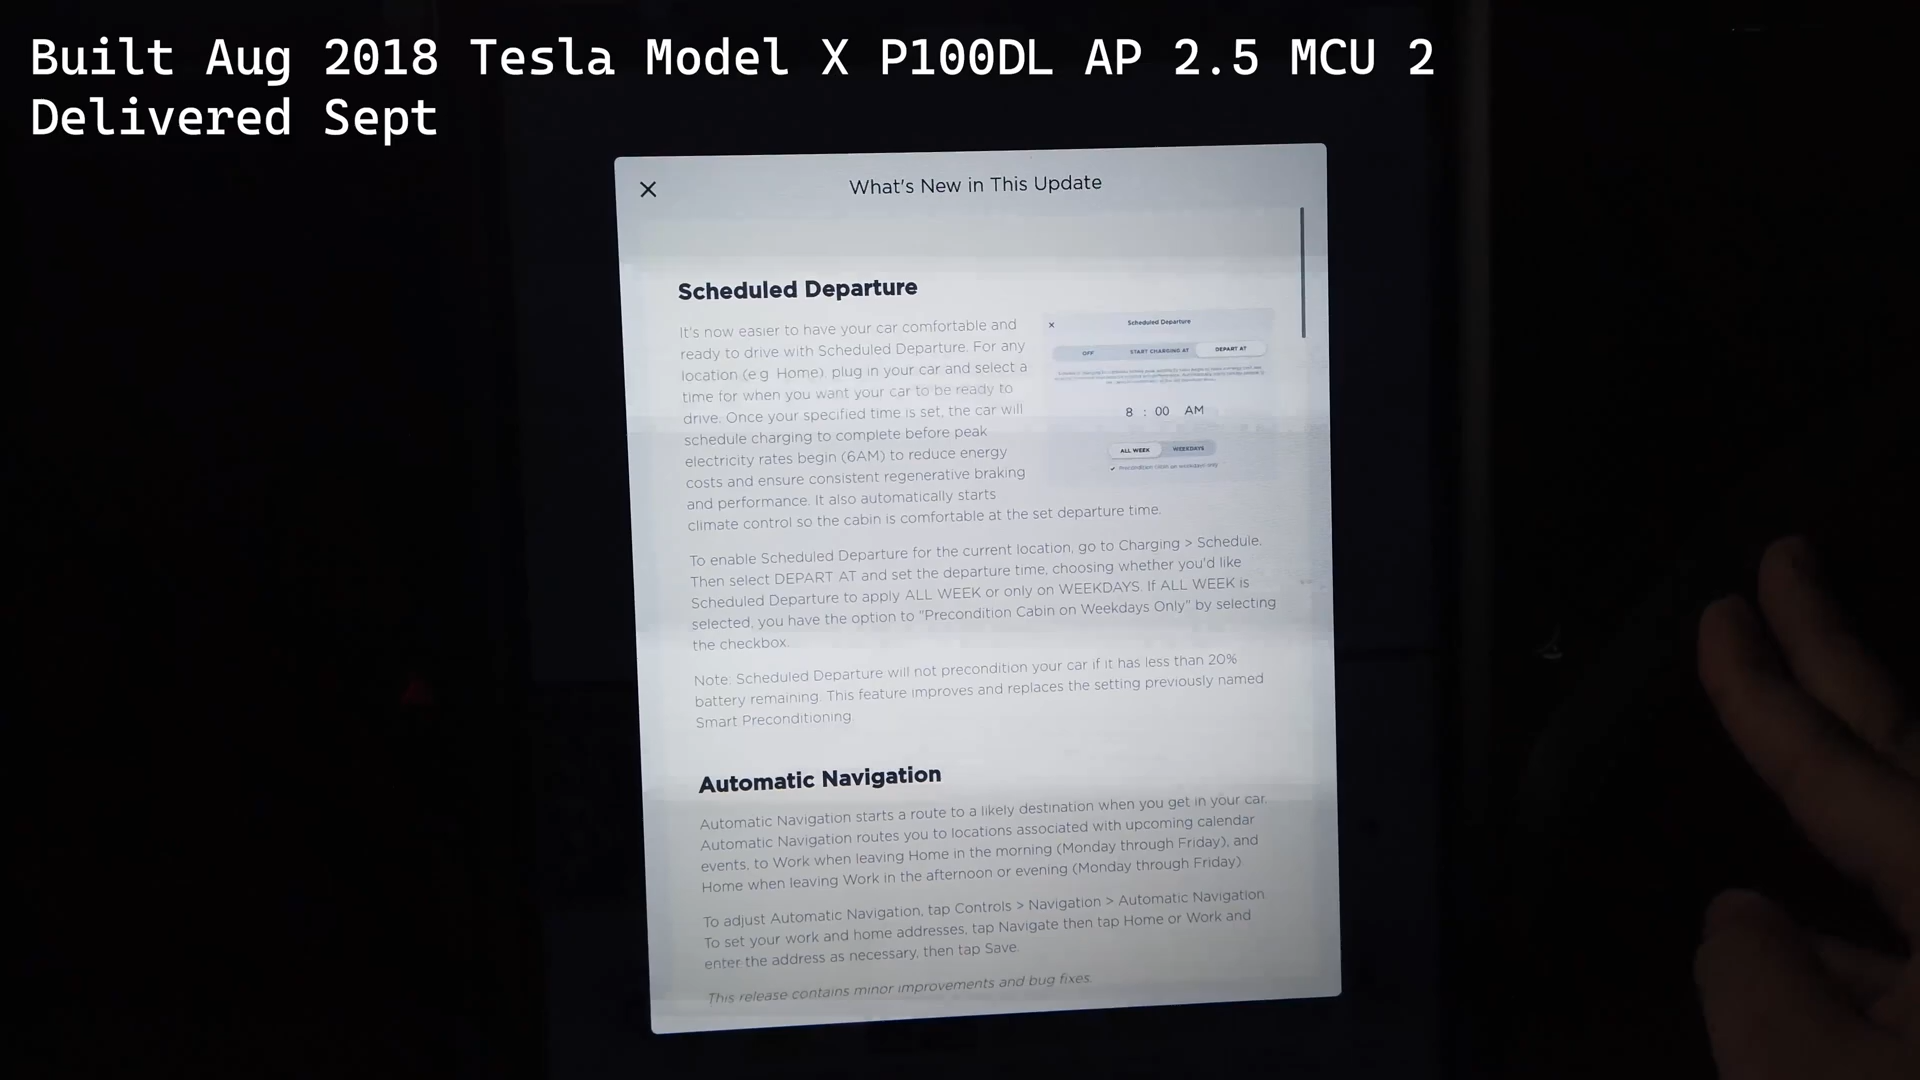 Built Aug 2018 Tesla Model X P100DL AP 2.5 MCU 2
Delivered Sept
What's New in This Update
Scheduled Departure
It's now easier to have your car comfortable and
ready to drive with Scheduled Departure. For any
location (e.g. Home), plug in your car and select a
time for when you want your car to be ready to
drive. Once your specified time is set, the car will
schedule charging to complete before peak
electricity rates begin (6AM) to reduce energy
costs and ensure consistent regenerative braking
and performance. It also automatically starts
climate control so the cabin is comfortable at the set departure time.
Scheduled Departure
OFF START CHARGING AT DEPART AT
8 : 00 AM
ALL WEEK WEEKDAYS
Precondition cabin on weekdays only
To enable Scheduled Departure for the current location, go to Charging > Schedule.
Then select DEPART AT and set the departure time, choosing whether you'd like
Scheduled Departure to apply ALL WEEK or only on WEEKDAYS. If ALL WEEK is
selected, you have the option to "Precondition Cabin on Weekdays Only" by selecting
the checkbox.
Note: Scheduled Departure will not precondition your car if it has less than 20%
battery remaining. This feature improves and replaces the setting previously named
Smart Preconditioning
Automatic Navigation
Automatic Navigation starts a route to a likely destination when you get in your car.
Automatic Navigation routes you to locations associated with upcoming calendar
events, to Work when leaving Home in the morning (Monday through Friday), and
Home when leaving Work in the afternoon or evening (Monday through Friday)
To adjust Automatic Navigation, tap Controls > Navigation > Automatic Navigation
To set your work and home addresses, tap Navigate then tap Home or Work and
enter the address as necessary, then tap Save.
This release contains minor improvements and bug fixes.